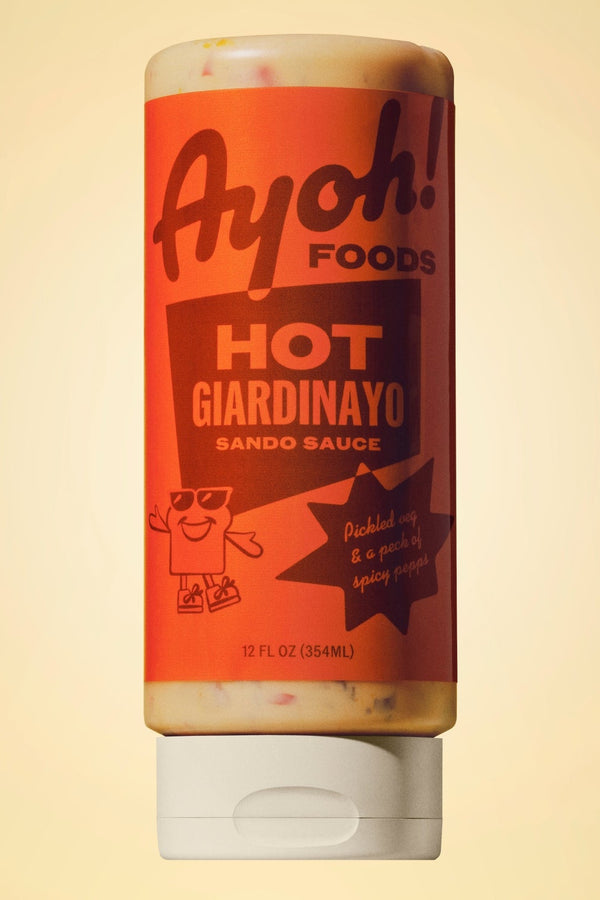 Ayoh!
FOODS
HOT
GIARDINAYO
SANDO SAUCE
Pickled veg
& a peck of
spicy pepps
12 FL OZ (354ML)